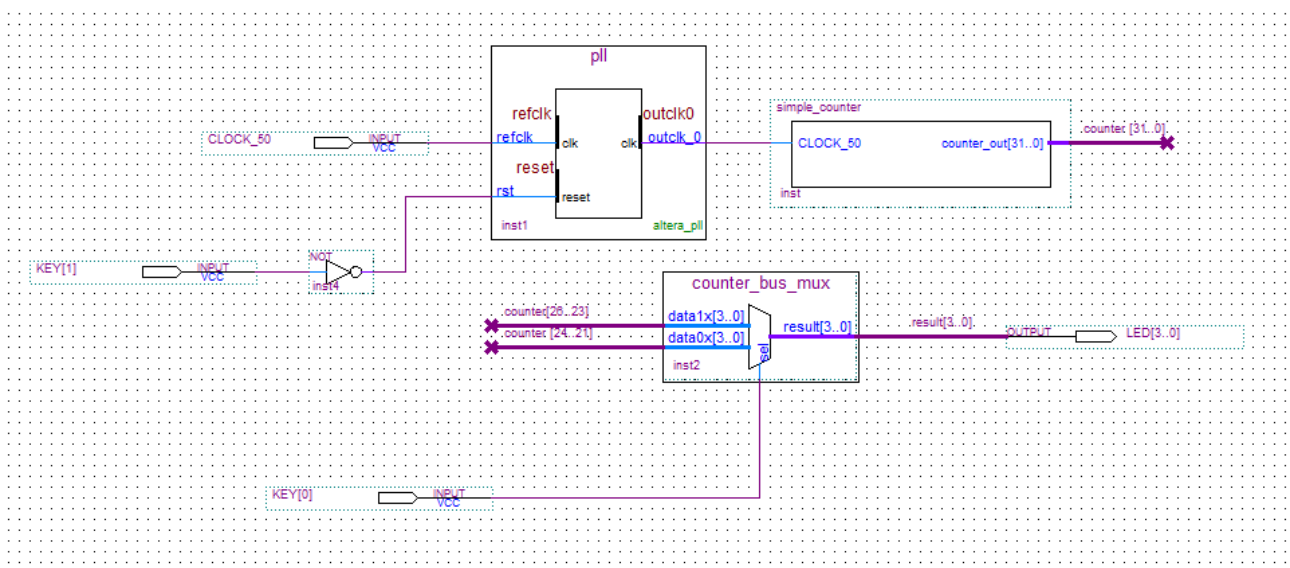 pll
refclk
outclk0
refclk
clk
clk
outclk_0
reset
rst
reset
inst1
altera_pll
CLOCK_50
INPUT
VCC
simple_counter
CLOCK_50
counter_out[31..0]
inst
counter [31..0]
KEY[1]
INPUT
VCC
NOT
inst4
counter_bus_mux
counter[26..23]
data1x[3..0]
counter [24..21]
data0x[3..0]
result[3..0]
sel
inst2
result[3..0]
OUTPUT
LED[3..0]
KEY[0]
INPUT
VCC